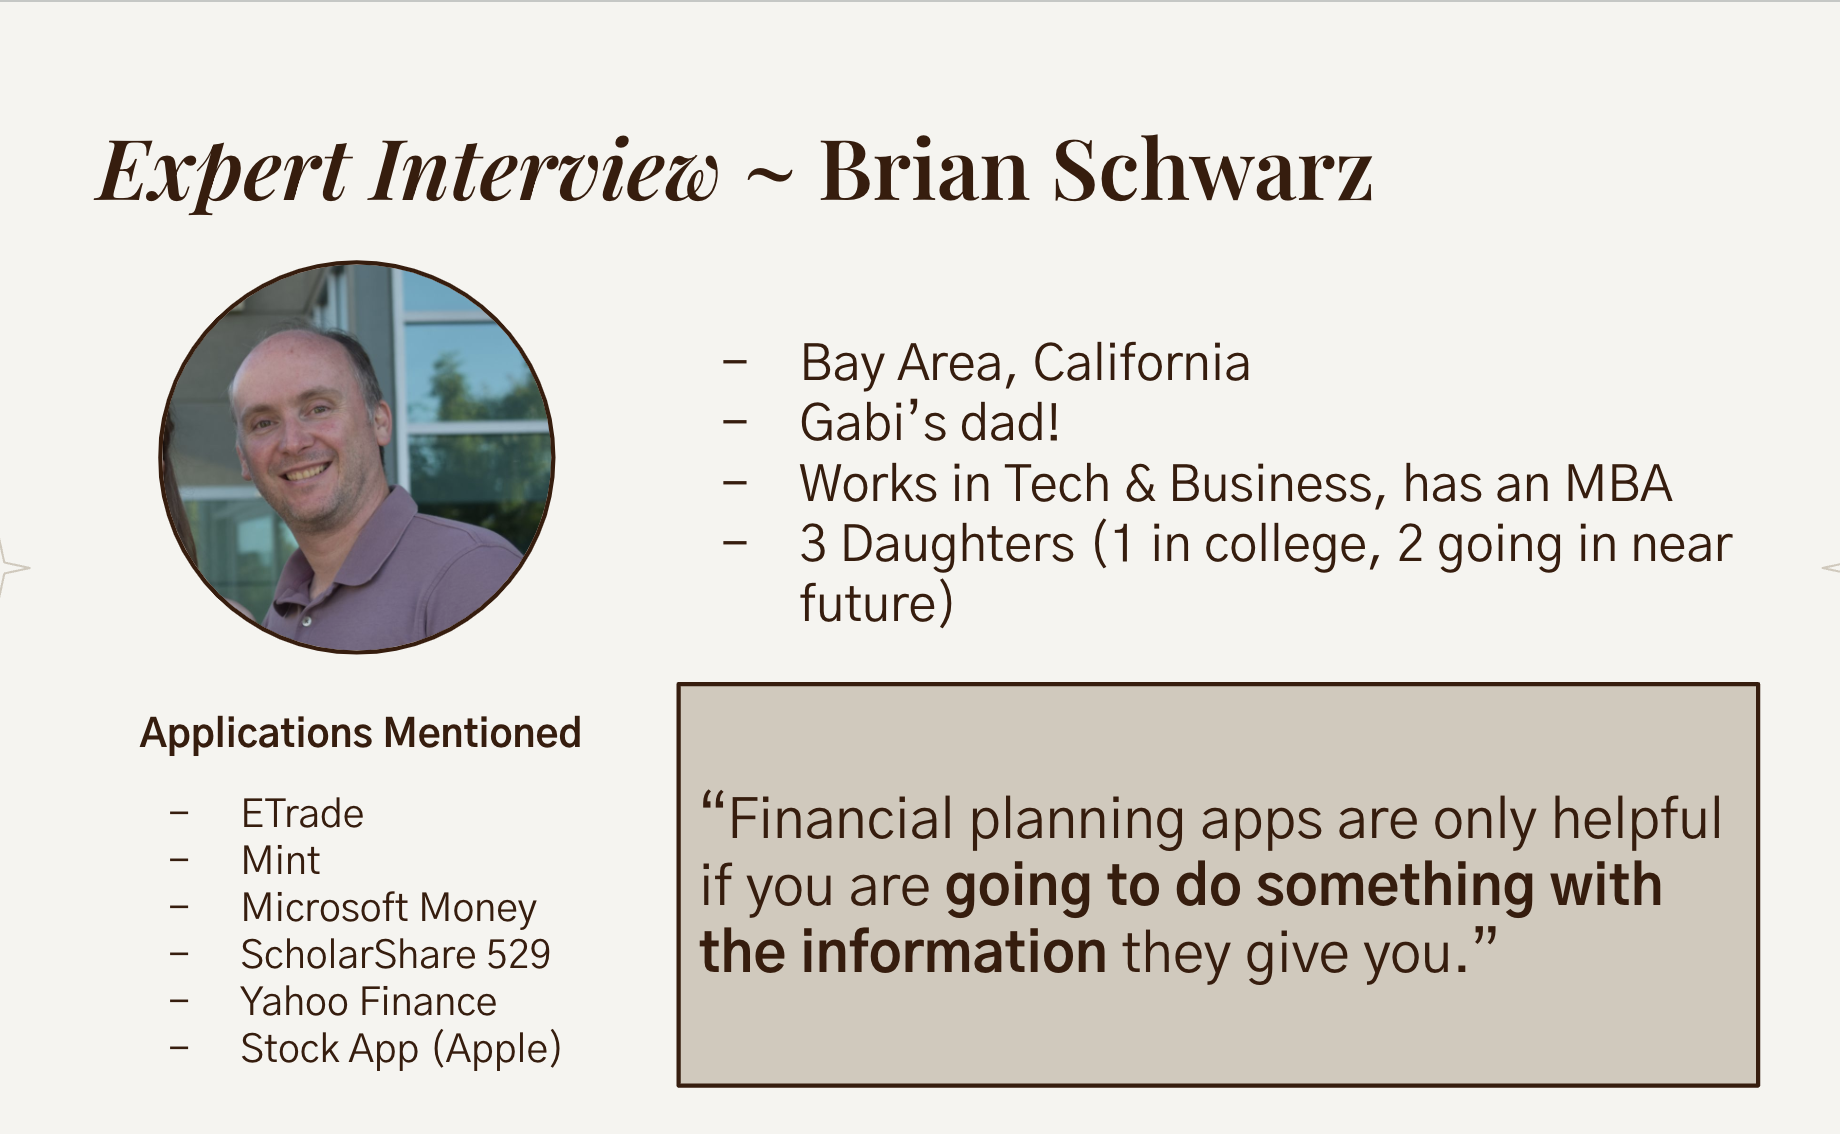 Expert Interview ~ Brian Schwarz
– Bay Area, California
– Gabi’s dad!
– Works in Tech & Business, has an MBA
– 3 Daughters (1 in college, 2 going in near
future)
Applications Mentioned
– ETrade
– Mint
– Microsoft Money
– ScholarShare 529
– Yahoo Finance
– Stock App (Apple)
“Financial planning apps are only helpful
if you are going to do something with
the information they give you.”